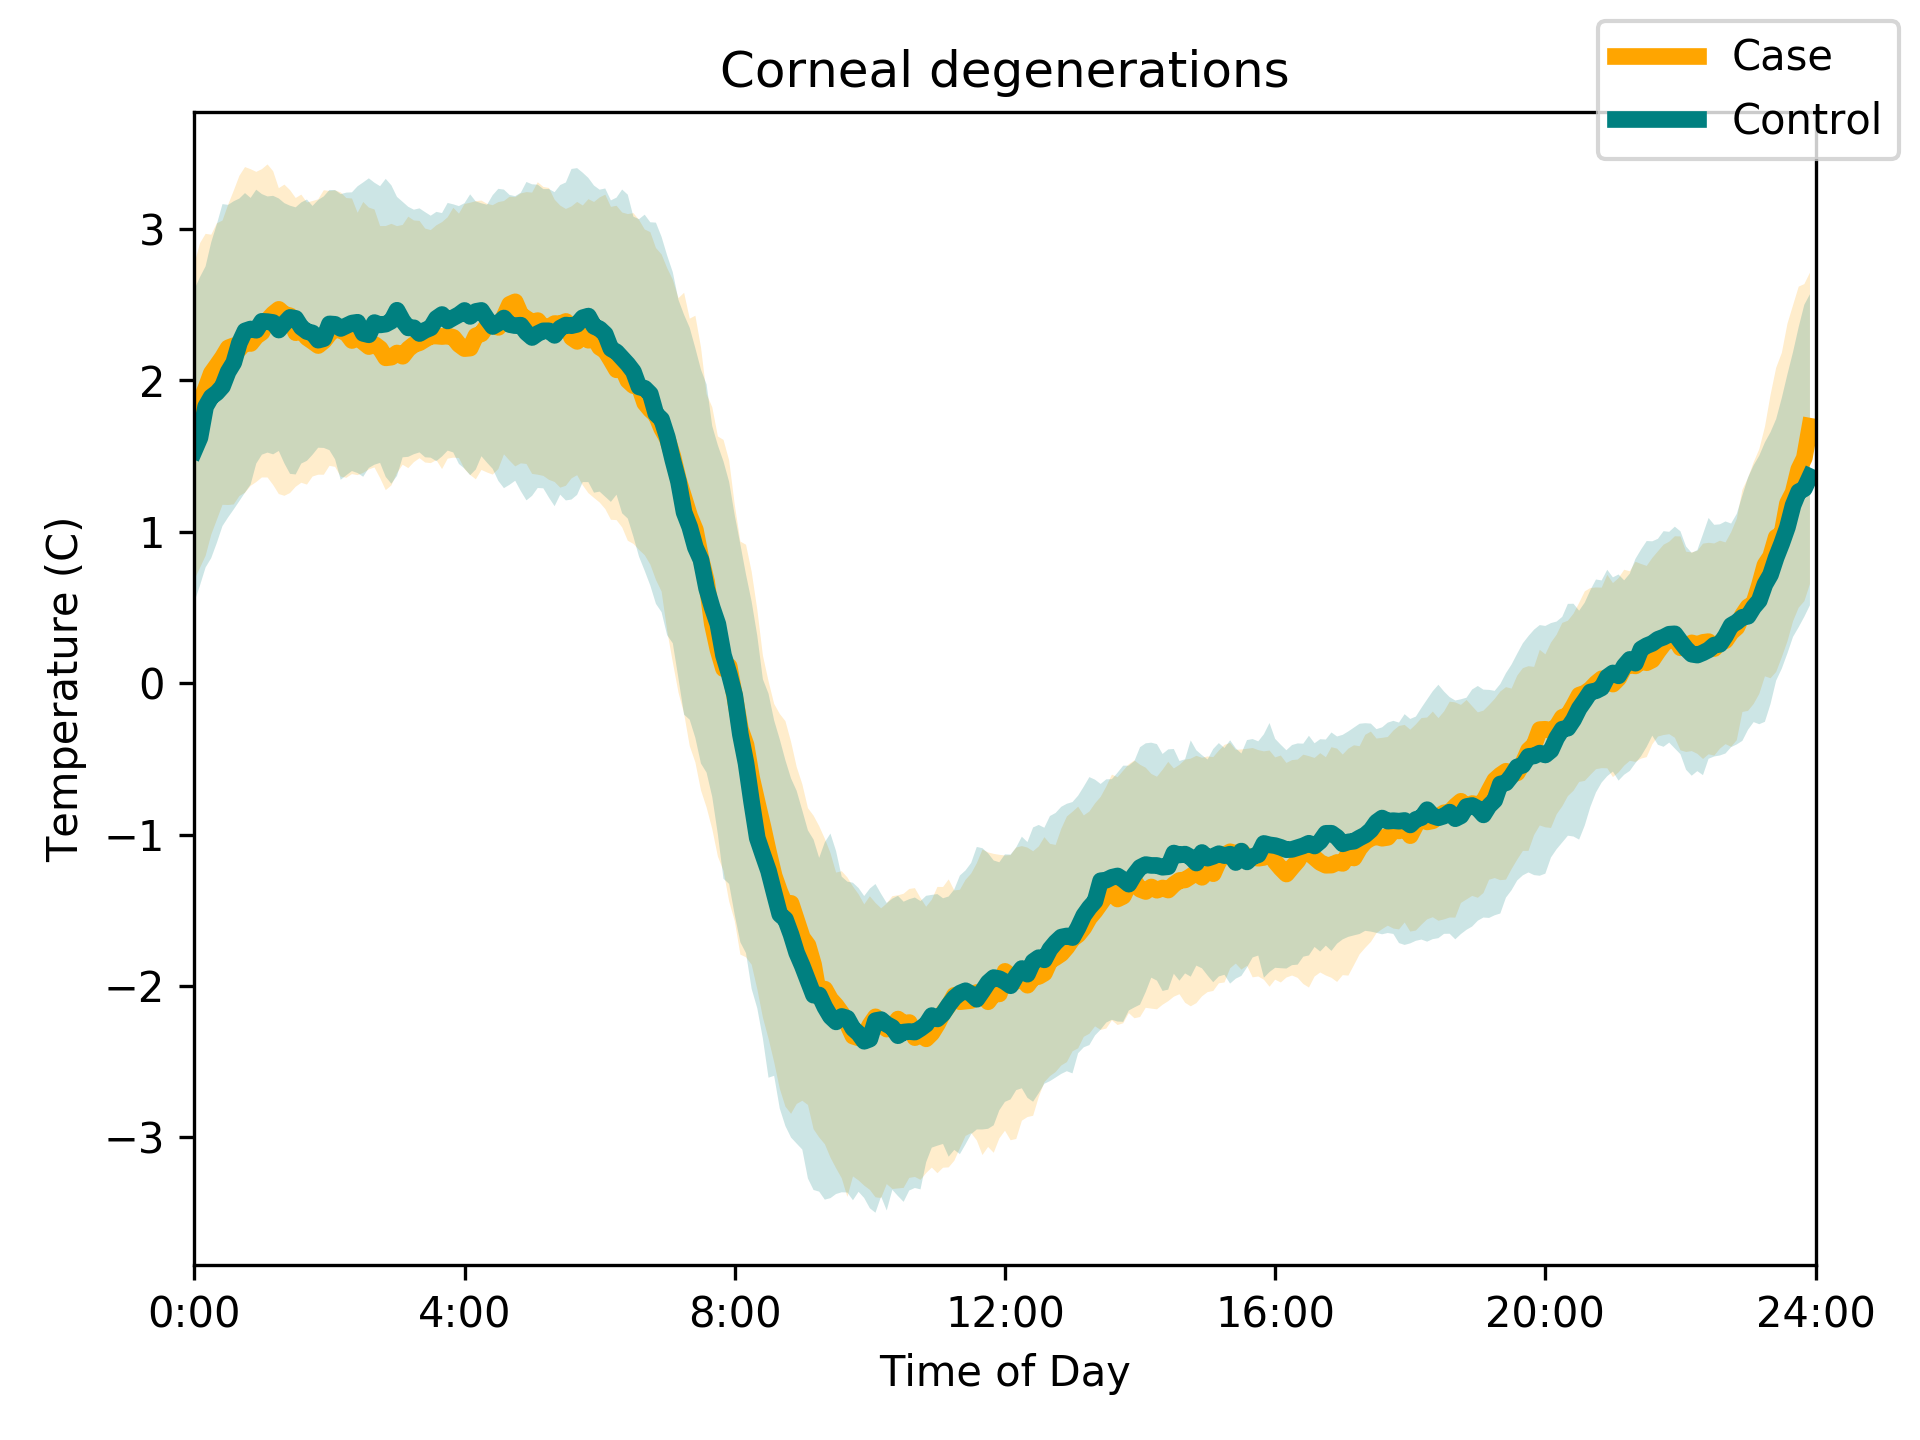 Corneal degenerations
Case
Control
Temperature (C)
3
2
1
0
−1
−2
−3
0:00 4:00 8:00 12:00 16:00 20:00 24:00
Time of Day